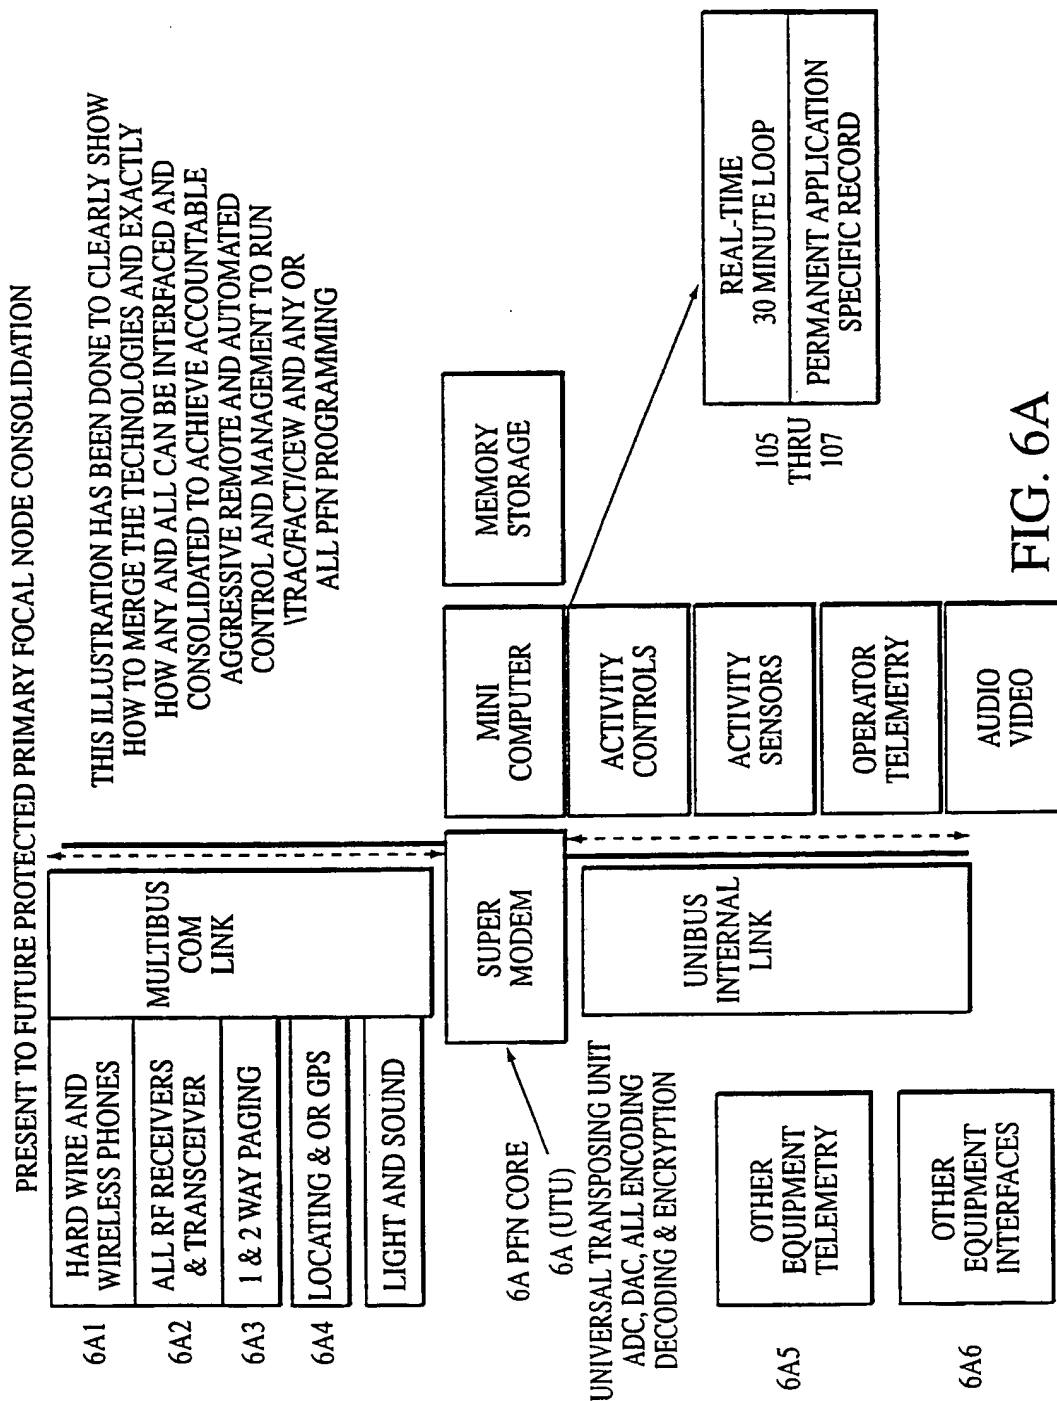 PRESENT TO FUTURE PROTECTED PRIMARY FOCAL NODE CONSOLIDATION
THIS ILLUSTRATION HAS BEEN DONE TO CLEARLY SHOW
HOW TO MERGE THE TECHNOLOGIES AND EXACTLY
HOW ANY AND ALL CAN BE INTERFACED AND
CONSOLIDATED TO ACHIEVE ACCOUNTABLE
AGGRESSIVE REMOTE AND AUTOMATED
CONTROL AND MANAGEMENT TO RUN
\TRAC/FACT/CEW AND ANY OR
ALL PFN PROGRAMMING
6A1
HARD WIRE AND
WIRELESS PHONES
6A2
ALL RF RECEIVERS
& TRANSCEIVER
6A3
1 & 2 WAY PAGING
6A4
LOCATING & OR GPS
LIGHT AND SOUND
MULTIBUS
COM
LINK
6A PFN CORE
6A (UTU)
UNIVERSAL TRANSPOSING UNIT
ADC, DAC, ALL ENCODING
DECODING & ENCRYPTION
SUPER
MODEM
MINI
COMPUTER
MEMORY
STORAGE
UNIBUS
INTERNAL
LINK
ACTIVITY
CONTROLS
ACTIVITY
SENSORS
OPERATOR
TELEMETRY
AUDIO
VIDEO
105
THRU
107
REAL-TIME
30 MINUTE LOOP
PERMANENT APPLICATION
SPECIFIC RECORD
6A5
OTHER
EQUIPMENT
TELEMETRY
6A6
OTHER
EQUIPMENT
INTERFACES
FIG. 6A